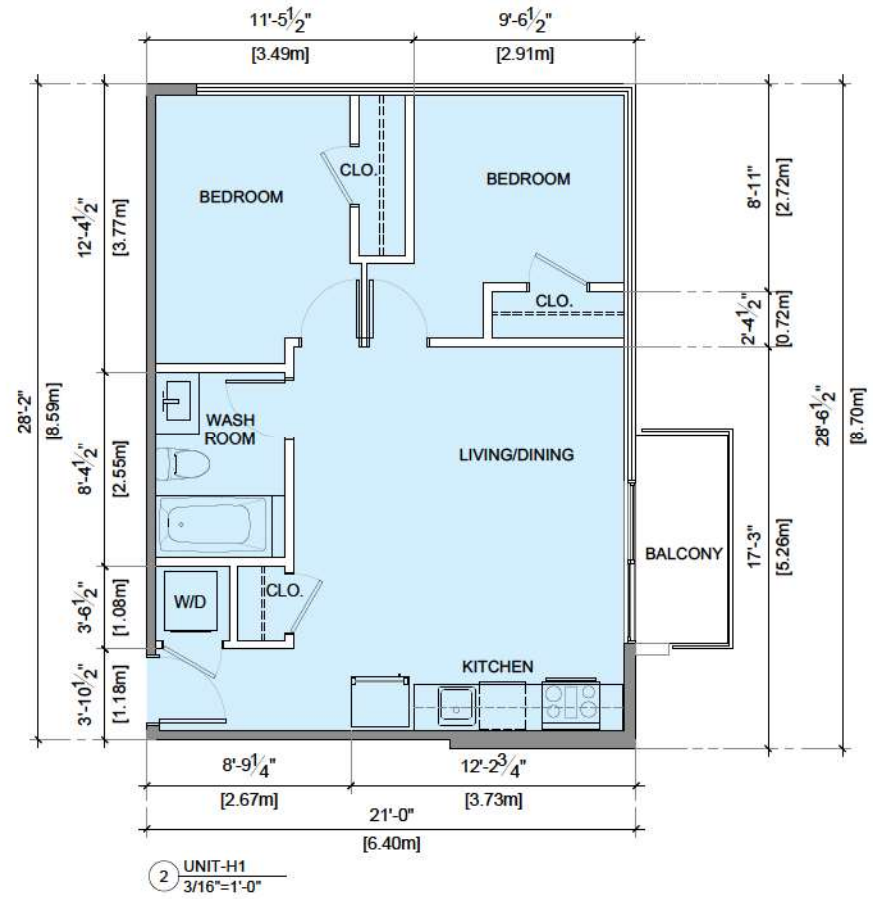 11'-5½"
[3.49m]
9'-6½"
[2.91m]
12'-4½"
[3.77m]
8'-11"
[2.72m]
2'-4½"
[0.72m]
BEDROOM
CLO.
BEDROOM
CLO.
28'-2"
[8.59m]
8'-4½"
[2.55m]
WASH
ROOM
LIVING/DINING
28'-6½"
[8.70m]
17'-3"
[5.26m]
BALCONY
3'-6½"
[1.08m]
W/D
CLO.
3'-10½"
[1.18m]
KITCHEN
8'-9¼"
[2.67m]
12'-2¾"
[3.73m]
21'-0"
[6.40m]
2
UNIT-H1
3/16"=1'-0"